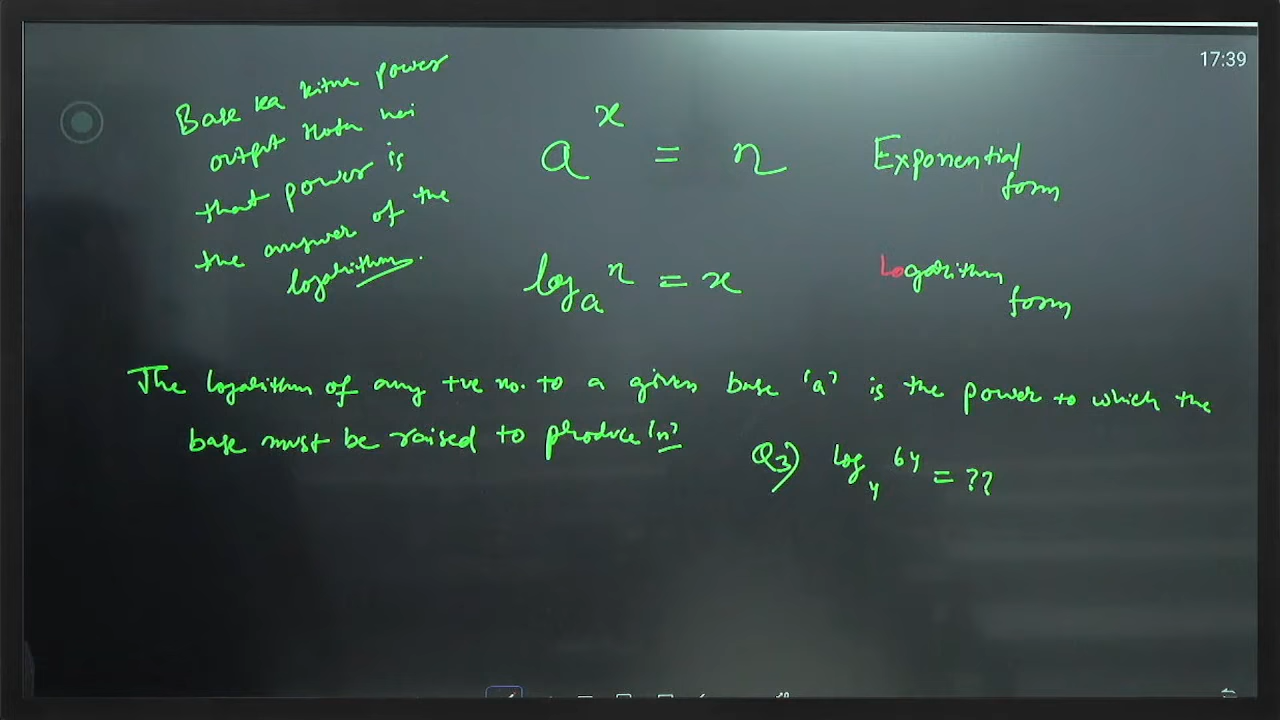 17:39
Base ka kitna power
output hota hai
that power is
the answer of the
logarithm.
a^x = n Exponential form
log_a n = x Logarithm form
The logarithm of any +ve no. to a given base 'a' is the power to which the
base must be raised to produce 'n'
Q3) log_4 64 = ??